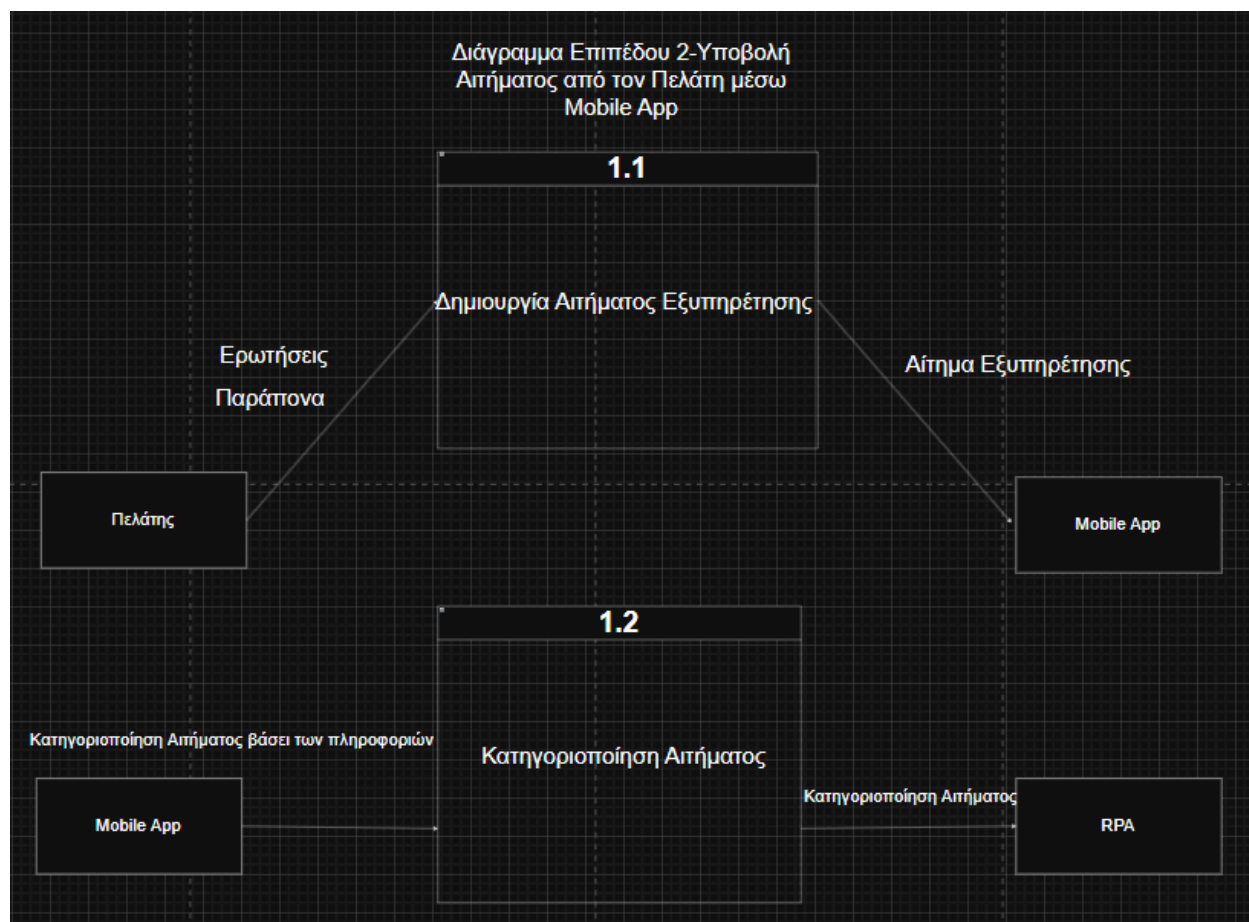 Διάγραμμα Επιπέδου 2-Υποβολή
Αιτήματος από τον Πελάτη μέσω
Mobile App
1.1
Δημιουργία Αιτήματος Εξυπηρέτησης
Ερωτήσεις
Παράπονα
Αίτημα Εξυπηρέτησης
Πελάτης
Mobile App
1.2
Κατηγοριοποίηση Αιτήματος βάσει των πληροφοριών
Κατηγοριοποίηση Αιτήματος
Κατηγοριοποίηση Αιτήματος
Mobile App
RPA